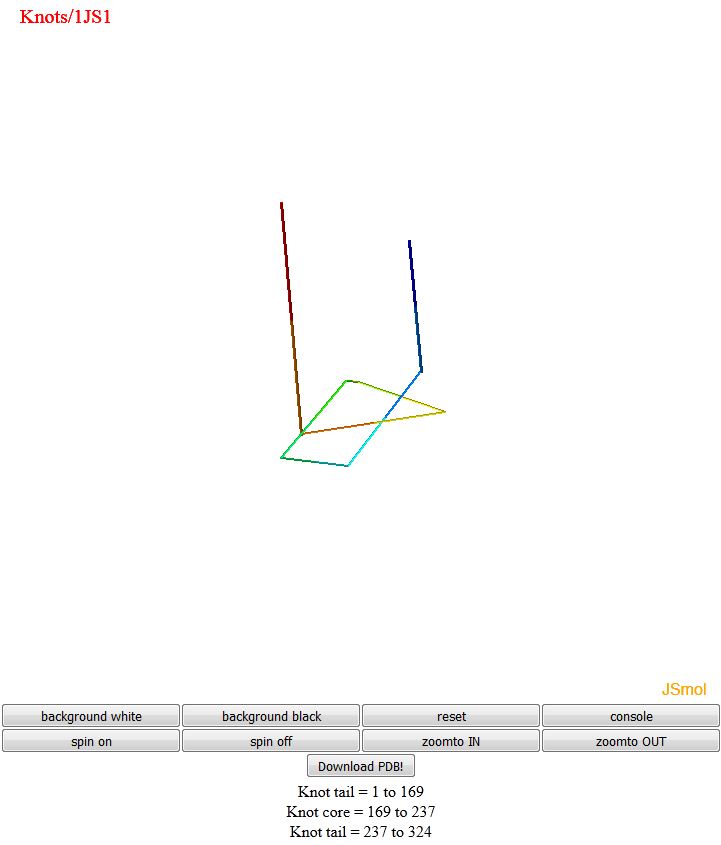 Knots/1JS1
JSmol
background white
background black
reset
console
spin on
spin off
zoomto IN
zoomto OUT
Download PDB!
Knot tail = 1 to 169
Knot core = 169 to 237
Knot tail = 237 to 324